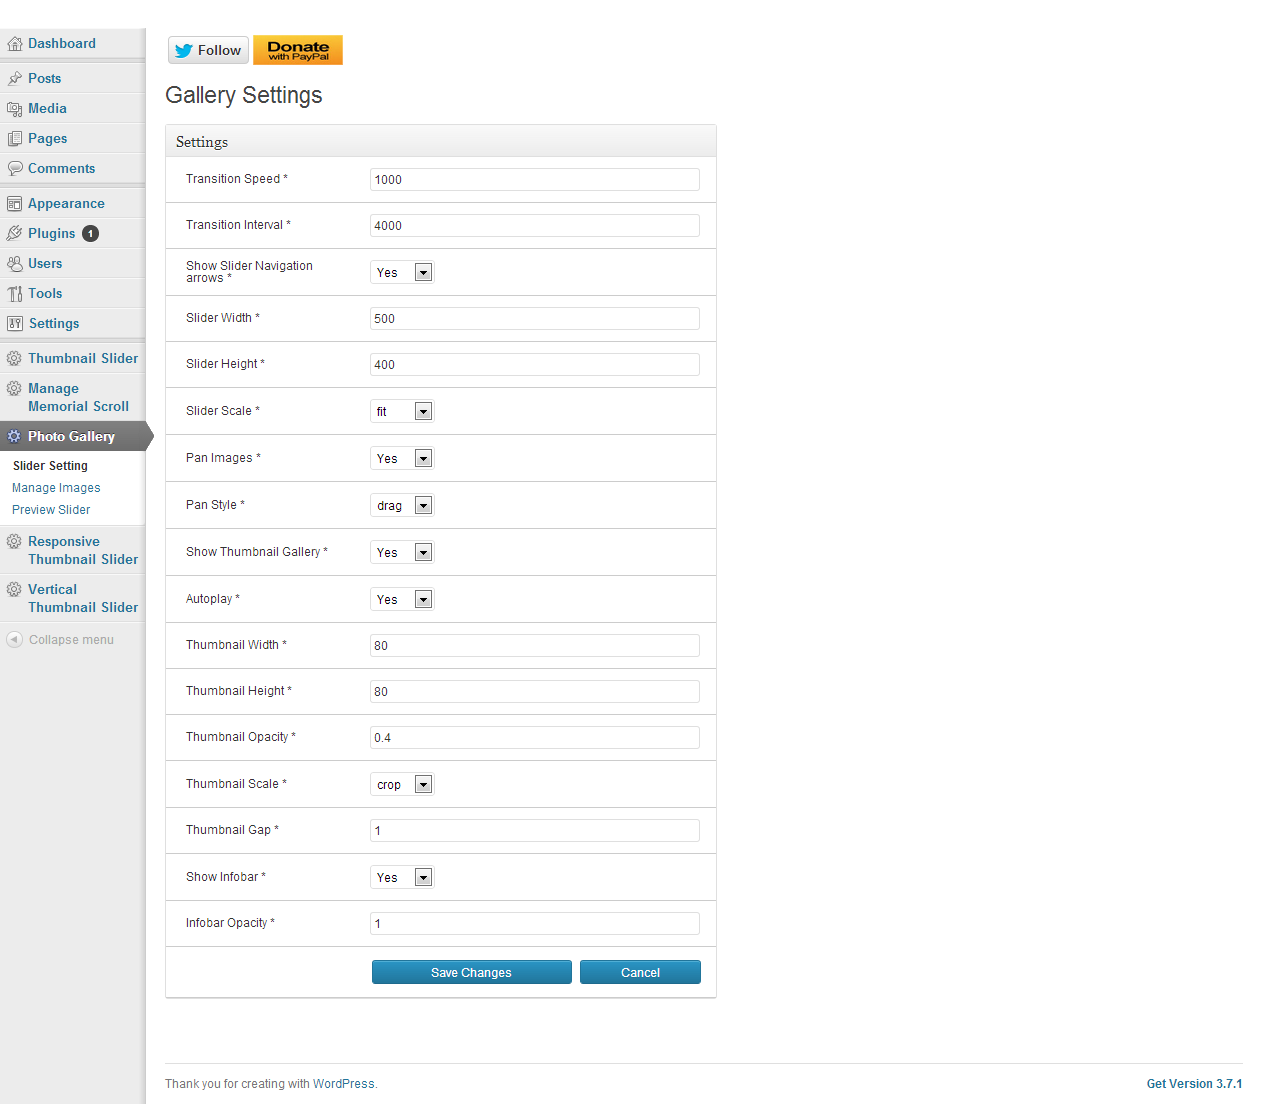 Dashboard
Posts
Media
Pages
Comments
Appearance
Plugins 1
Users
Tools
Settings
Thumbnail Slider
Manage
Memorial Scroll
Photo Gallery
Slider Setting
Manage Images
Preview Slider
Responsive
Thumbnail Slider
Vertical
Thumbnail Slider
Collapse menu
Follow
Donate
with PayPal
Gallery Settings
Settings
Transition Speed * 1000
Transition Interval * 4000
Show Slider Navigation
arrows * Yes
Slider Width * 500
Slider Height * 400
Slider Scale * fit
Pan Images * Yes
Pan Style * drag
Show Thumbnail Gallery * Yes
Autoplay * Yes
Thumbnail Width * 80
Thumbnail Height * 80
Thumbnail Opacity * 0.4
Thumbnail Scale * crop
Thumbnail Gap * 1
Show Infobar * Yes
Infobar Opacity * 1
Save Changes Cancel
Thank you for creating with WordPress. Get Version 3.7.1